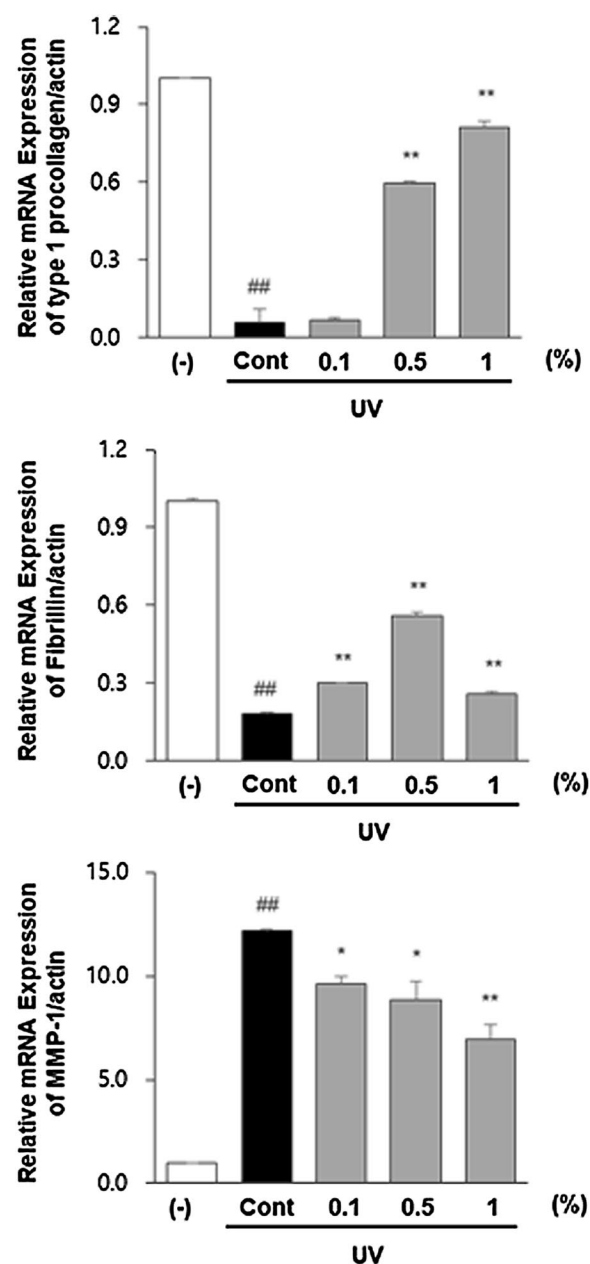 Relative mRNA Expression
of type 1 procollagen/actin
1.2
0.9
0.6
0.3
0.0
##
**
**
(-) Cont 0.1 0.5 1 (%)
UV
Relative mRNA Expression
of Fibrillin/actin
1.2
0.9
0.6
0.3
0.0
##
**
**
**
(-) Cont 0.1 0.5 1 (%)
UV
Relative mRNA Expression
of MMP-1/actin
15.0
10.0
5.0
0.0
##
*
*
**
(-) Cont 0.1 0.5 1 (%)
UV